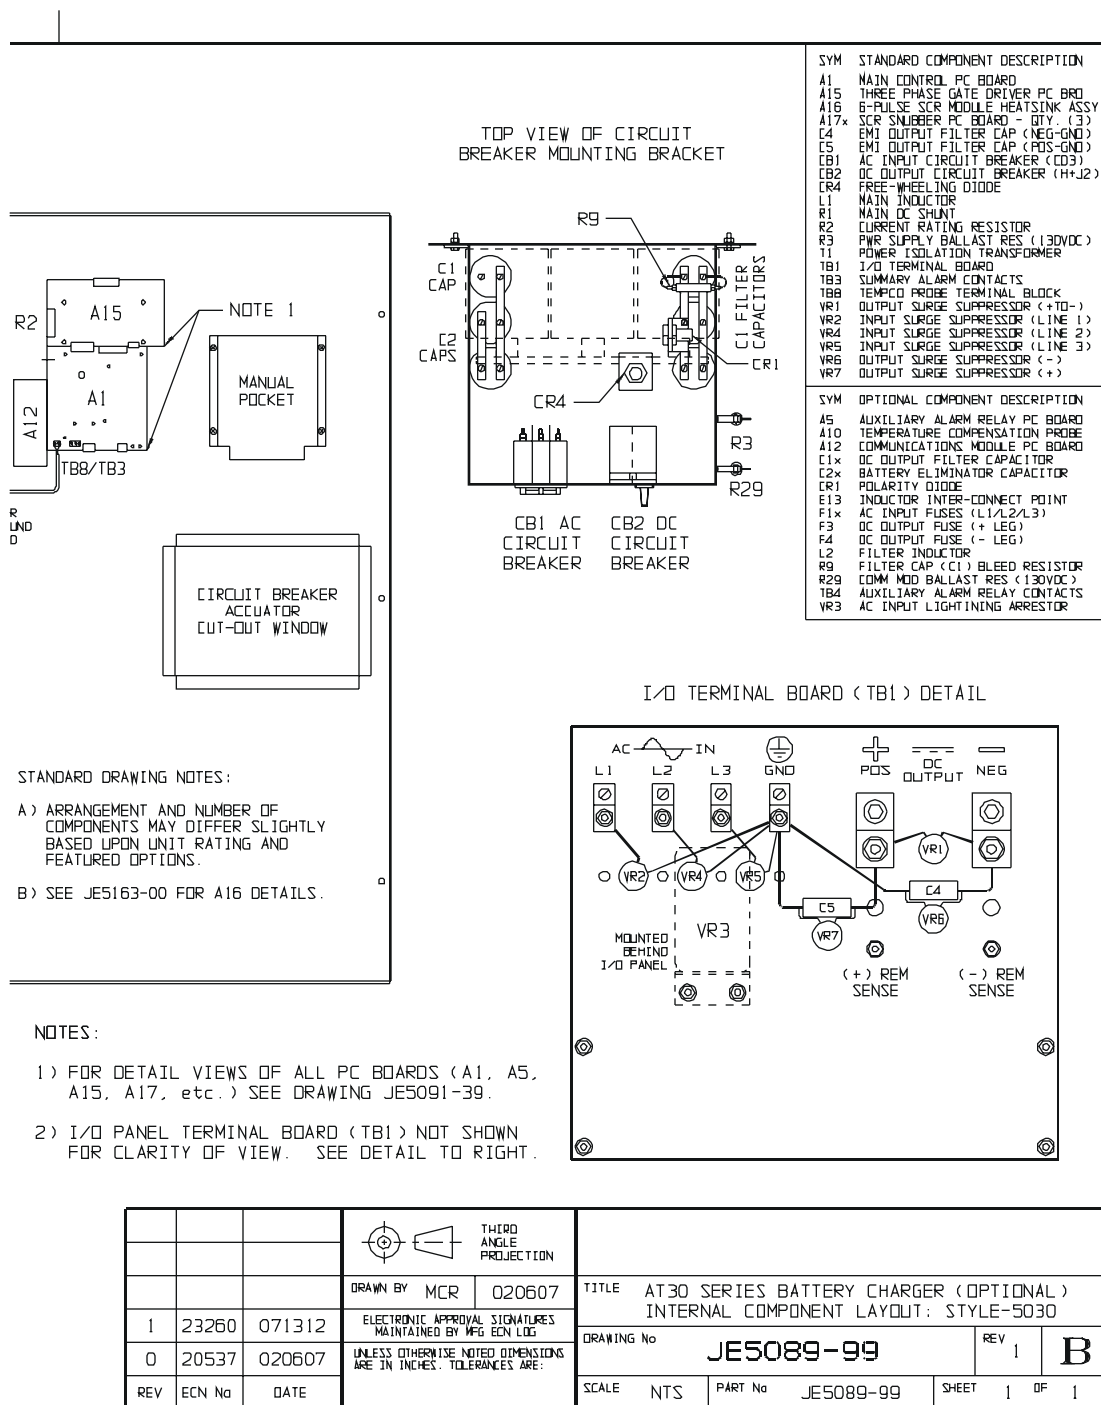 SYM STANDARD COMPONENT DESCRIPTION
A1 MAIN CONTROL PC BOARD
A15 THREE PHASE GATE DRIVER PC BRD
A16 6-PULSE SCR MODULE HEATSINK ASSY
A17x SCR SNUBBER PC BOARD - QTY. (3)
C4 EMI OUTPUT FILTER CAP (NEG-GND)
C5 EMI OUTPUT FILTER CAP (POS-GND)
CB1 AC INPUT CIRCUIT BREAKER (CD3)
CB2 DC OUTPUT CIRCUIT BREAKER (H+J2)
CR4 FREE-WHEELING DIODE
L1 MAIN INDUCTOR
R1 MAIN DC SHUNT
R2 CURRENT RATING RESISTOR
R3 PWR SUPPLY BALLAST RES (130VDC)
T1 POWER ISOLATION TRANSFORMER
TB1 I/O TERMINAL BOARD
TB3 SUMMARY ALARM CONTACTS
TB8 TEMPCO PROBE TERMINAL BLOCK
VR1 OUTPUT SURGE SUPPRESSOR (+TO-)
VR2 INPUT SURGE SUPPRESSOR (LINE 1)
VR4 INPUT SURGE SUPPRESSOR (LINE 2)
VR5 INPUT SURGE SUPPRESSOR (LINE 3)
VR6 OUTPUT SURGE SUPPRESSOR (-)
VR7 OUTPUT SURGE SUPPRESSOR (+)
SYM OPTIONAL COMPONENT DESCRIPTION
A5 AUXILIARY ALARM RELAY PC BOARD
A10 TEMPERATURE COMPENSATION PROBE
A12 COMMUNICATIONS MODULE PC BOARD
C1x DC OUTPUT FILTER CAPACITOR
C2x BATTERY ELIMINATOR CAPACITOR
CR1 POLARITY DIODE
E13 INDUCTOR INTER-CONNECT POINT
F1x AC INPUT FUSES (L1/L2/L3)
F3 DC OUTPUT FUSE (+ LEG)
F4 DC OUTPUT FUSE (- LEG)
L2 FILTER INDUCTOR
R9 FILTER CAP (C1) BLEED RESISTOR
R29 COMM MOD BALLAST RES (130VDC)
TB4 AUXILIARY ALARM RELAY CONTACTS
VR3 AC INPUT LIGHTINING ARRESTOR
TOP VIEW OF CIRCUIT
BREAKER MOUNTING BRACKET
R9
C1
CAP
C2
CAPS
C1 FILTER
CAPACITORS
CR1
CR4
R3
R29
CB1 AC
CIRCUIT
BREAKER
CB2 DC
CIRCUIT
BREAKER
R2
A15
NOTE 1
A1
A12
TB8/TB3
MANUAL
POCKET
R
UND
D
CIRCUIT BREAKER
ACCUATOR
CUT-OUT WINDOW
STANDARD DRAWING NOTES:
A) ARRANGEMENT AND NUMBER OF
COMPONENTS MAY DIFFER SLIGHTLY
BASED UPON UNIT RATING AND
FEATURED OPTIONS.
B) SEE JE5163-00 FOR A16 DETAILS.
I/O TERMINAL BOARD (TB1) DETAIL
AC IN
L1 L2 L3 GND POS DC OUTPUT NEG
VR2 VR4 VR5 VR1
C4
C5
VR6
VR7
VR3
MOUNTED
BEHIND
I/O PANEL
(+) REM
SENSE
(-) REM
SENSE
NOTES:
1) FOR DETAIL VIEWS OF ALL PC BOARDS (A1, A5,
A15, A17, etc.) SEE DRAWING JE5091-39.
2) I/O PANEL TERMINAL BOARD (TB1) NOT SHOWN
FOR CLARITY OF VIEW. SEE DETAIL TO RIGHT.
THIRD
ANGLE
PROJECTION
DRAWN BY MCR 020607
ELECTRONIC APPROVAL SIGNATURES
MAINTAINED BY MFG ECN LOG
UNLESS OTHERWISE NOTED DIMENSIONS
ARE IN INCHES. TOLERANCES ARE:
1 23260 071312
0 20537 020607
REV ECN No DATE
TITLE AT30 SERIES BATTERY CHARGER (OPTIONAL)
INTERNAL COMPONENT LAYOUT: STYLE-5030
DRAWING No JE5089-99 REV 1 B
SCALE NTS PART No JE5089-99 SHEET 1 OF 1